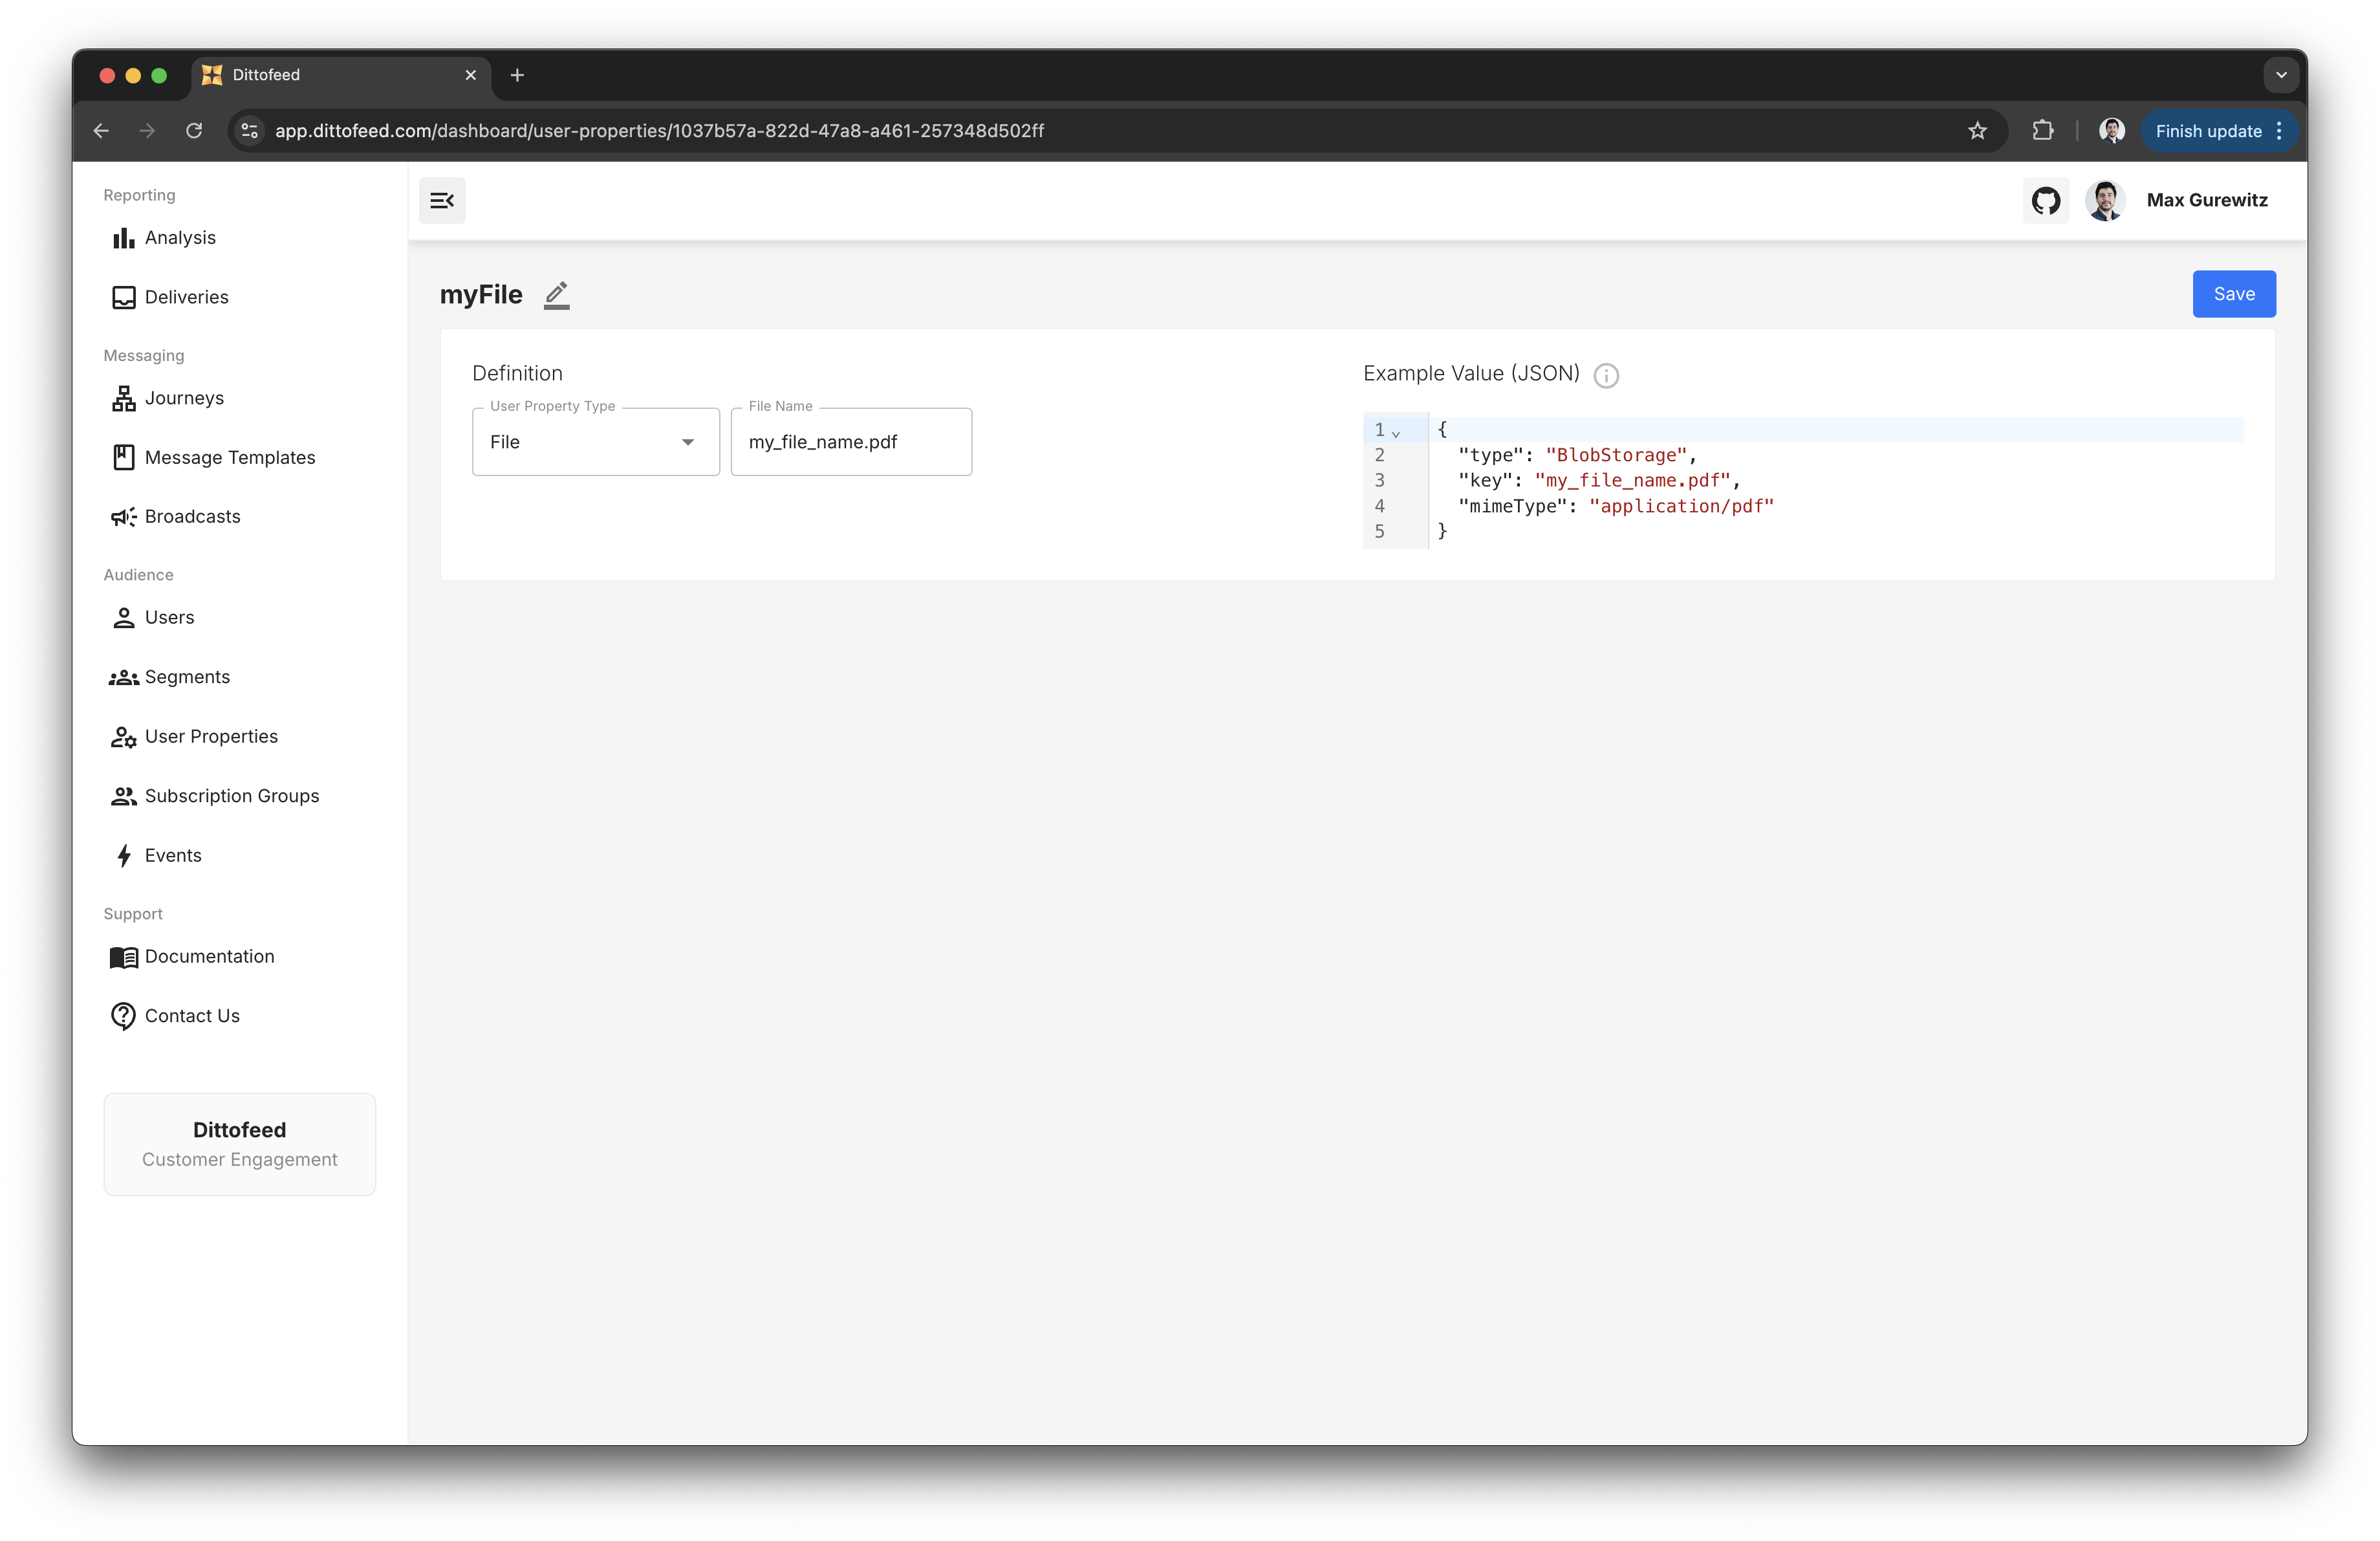 Dittofeed
app.dittofeed.com/dashboard/user-properties/1037b57a-822d-47a8-a461-257348d502ff
Finish update
Reporting
Analysis
Deliveries
Messaging
Journeys
Message Templates
Broadcasts
Audience
Users
Segments
User Properties
Subscription Groups
Events
Support
Documentation
Contact Us
Dittofeed
Customer Engagement
Max Gurewitz
myFile
Save
Definition
User Property Type
File
File Name
my_file_name.pdf
Example Value (JSON)
1 {
2 "type": "BlobStorage",
3 "key": "my_file_name.pdf",
4 "mimeType": "application/pdf"
5 }